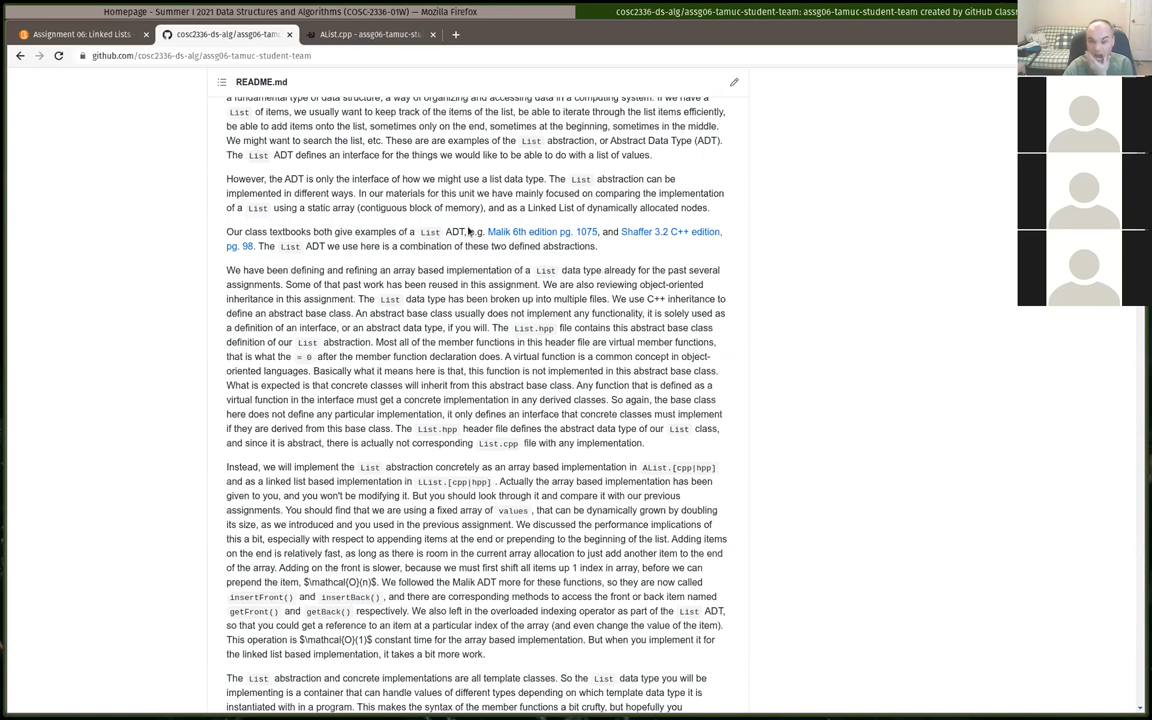 Homepage - Summer I 2021 Data Structures and Algorithms (COSC-2336-01W) — Mozilla Firefox
cosc2336-ds-alg/assg06-tamuc-student-team: assg06-tamuc-student-team created by GitHub Classr
Assignment 06: Linked Lists
cosc2336-ds-alg/assg06-tamu
AList.cpp - assg06-tamuc-st
github.com/cosc2336-ds-alg/assg06-tamuc-student-team
README.md
a fundamental type of data structure, a way of organizing and accessing data in a computing system. If we have a
List of items, we usually want to keep track of the items of the list, be able to iterate through the list items efficiently,
be able to add items onto the list, sometimes only on the end, sometimes at the beginning, sometimes in the middle.
We might want to search the list, etc. These are are examples of the List abstraction, or Abstract Data Type (ADT).
The List ADT defines an interface for the things we would like to be able to do with a list of values.
However, the ADT is only the interface of how we might use a list data type. The List abstraction can be
implemented in different ways. In our materials for this unit we have mainly focused on comparing the implementation
of a List using a static array (contiguous block of memory), and as a Linked List of dynamically allocated nodes.
Our class textbooks both give examples of a List ADT, e.g. Malik 6th edition pg. 1075, and Shaffer 3.2 C++ edition,
pg. 98. The List ADT we use here is a combination of these two defined abstractions.
We have been defining and refining an array based implementation of a List data type already for the past several
assignments. Some of that past work has been reused in this assignment. We are also reviewing object-oriented
inheritance in this assignment. The List data type has been broken up into multiple files. We use C++ inheritance to
define an abstract base class. An abstract base class usually does not implement any functionality, it is solely used as
a definition of an interface, or an abstract data type, if you will. The List.hpp file contains this abstract base class
definition of our List abstraction. Most all of the member functions in this header file are virtual member functions,
that is what the = 0 after the member function declaration does. A virtual function is a common concept in object-
oriented languages. Basically what it means here is that, this function is not implemented in this abstract base class.
What is expected is that concrete classes will inherit from this abstract base class. Any function that is defined as a
virtual function in the interface must get a concrete implementation in any derived classes. So again, the base class
here does not define any particular implementation, it only defines an interface that concrete classes must implement
if they are derived from this base class. The List.hpp header file defines the abstract data type of our List class,
and since it is abstract, there is actually not corresponding List.cpp file with any implementation.
Instead, we will implement the List abstraction concretely as an array based implementation in AList.[cpp|hpp]
and as a linked list based implementation in LList.[cpp|hpp] . Actually the array based implementation has been
given to you, and you won't be modifying it. But you should look through it and compare it with our previous
assignments. You should find that we are using a fixed array of values , that can be dynamically grown by doubling
its size, as we introduced and you used in the previous assignment. We discussed the performance implications of
this a bit, especially with respect to appending items at the end or prepending to the beginning of the list. Adding items
on the end is relatively fast, as long as there is room in the current array allocation to just add another item to the end
of the array. Adding on the front is slower, because we must first shift all items up 1 index in array, before we can
prepend the item, $\mathcal{O}(n)$. We followed the Malik ADT more for these functions, so they are now called
insertFront() and insertBack() , and there are corresponding methods to access the front or back item named
getFront() and getBack() respectively. We also left in the overloaded indexing operator as part of the List ADT,
so that you could get a reference to an item at a particular index of the array (and even change the value of the item).
This operation is $\mathcal{O}(1)$ constant time for the array based implementation. But when you implement it for
the linked list based implementation, it takes a bit more work.
The List abstraction and concrete implementations are all template classes. So the List data type you will be
implementing is a container that can handle values of different types depending on which template data type it is
instantiated with in a program. This makes the syntax of the member functions a bit crufty, but hopefully you